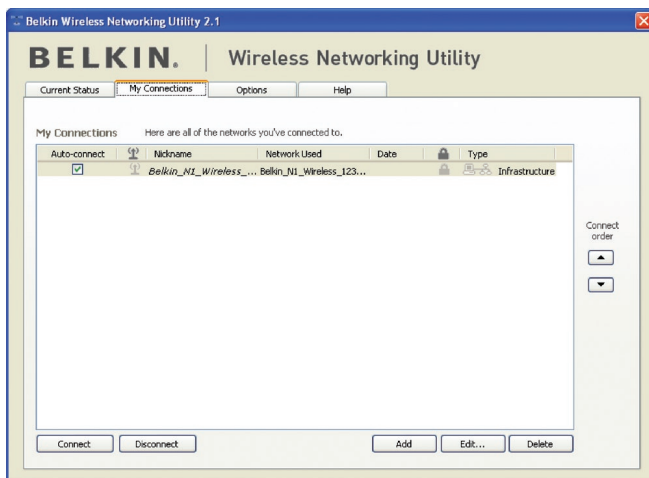 Belkin Wireless Networking Utility 2.1
BELKIN. | Wireless Networking Utility
Current Status My Connections Options Help
My Connections Here are all of the networks you've connected to.
Auto-connect Nickname Network Used Date Type
Belkin_N1_Wireless_... Belkin_N1_Wireless_123... Infrastructure
Connect order
Connect Disconnect Add Edit... Delete